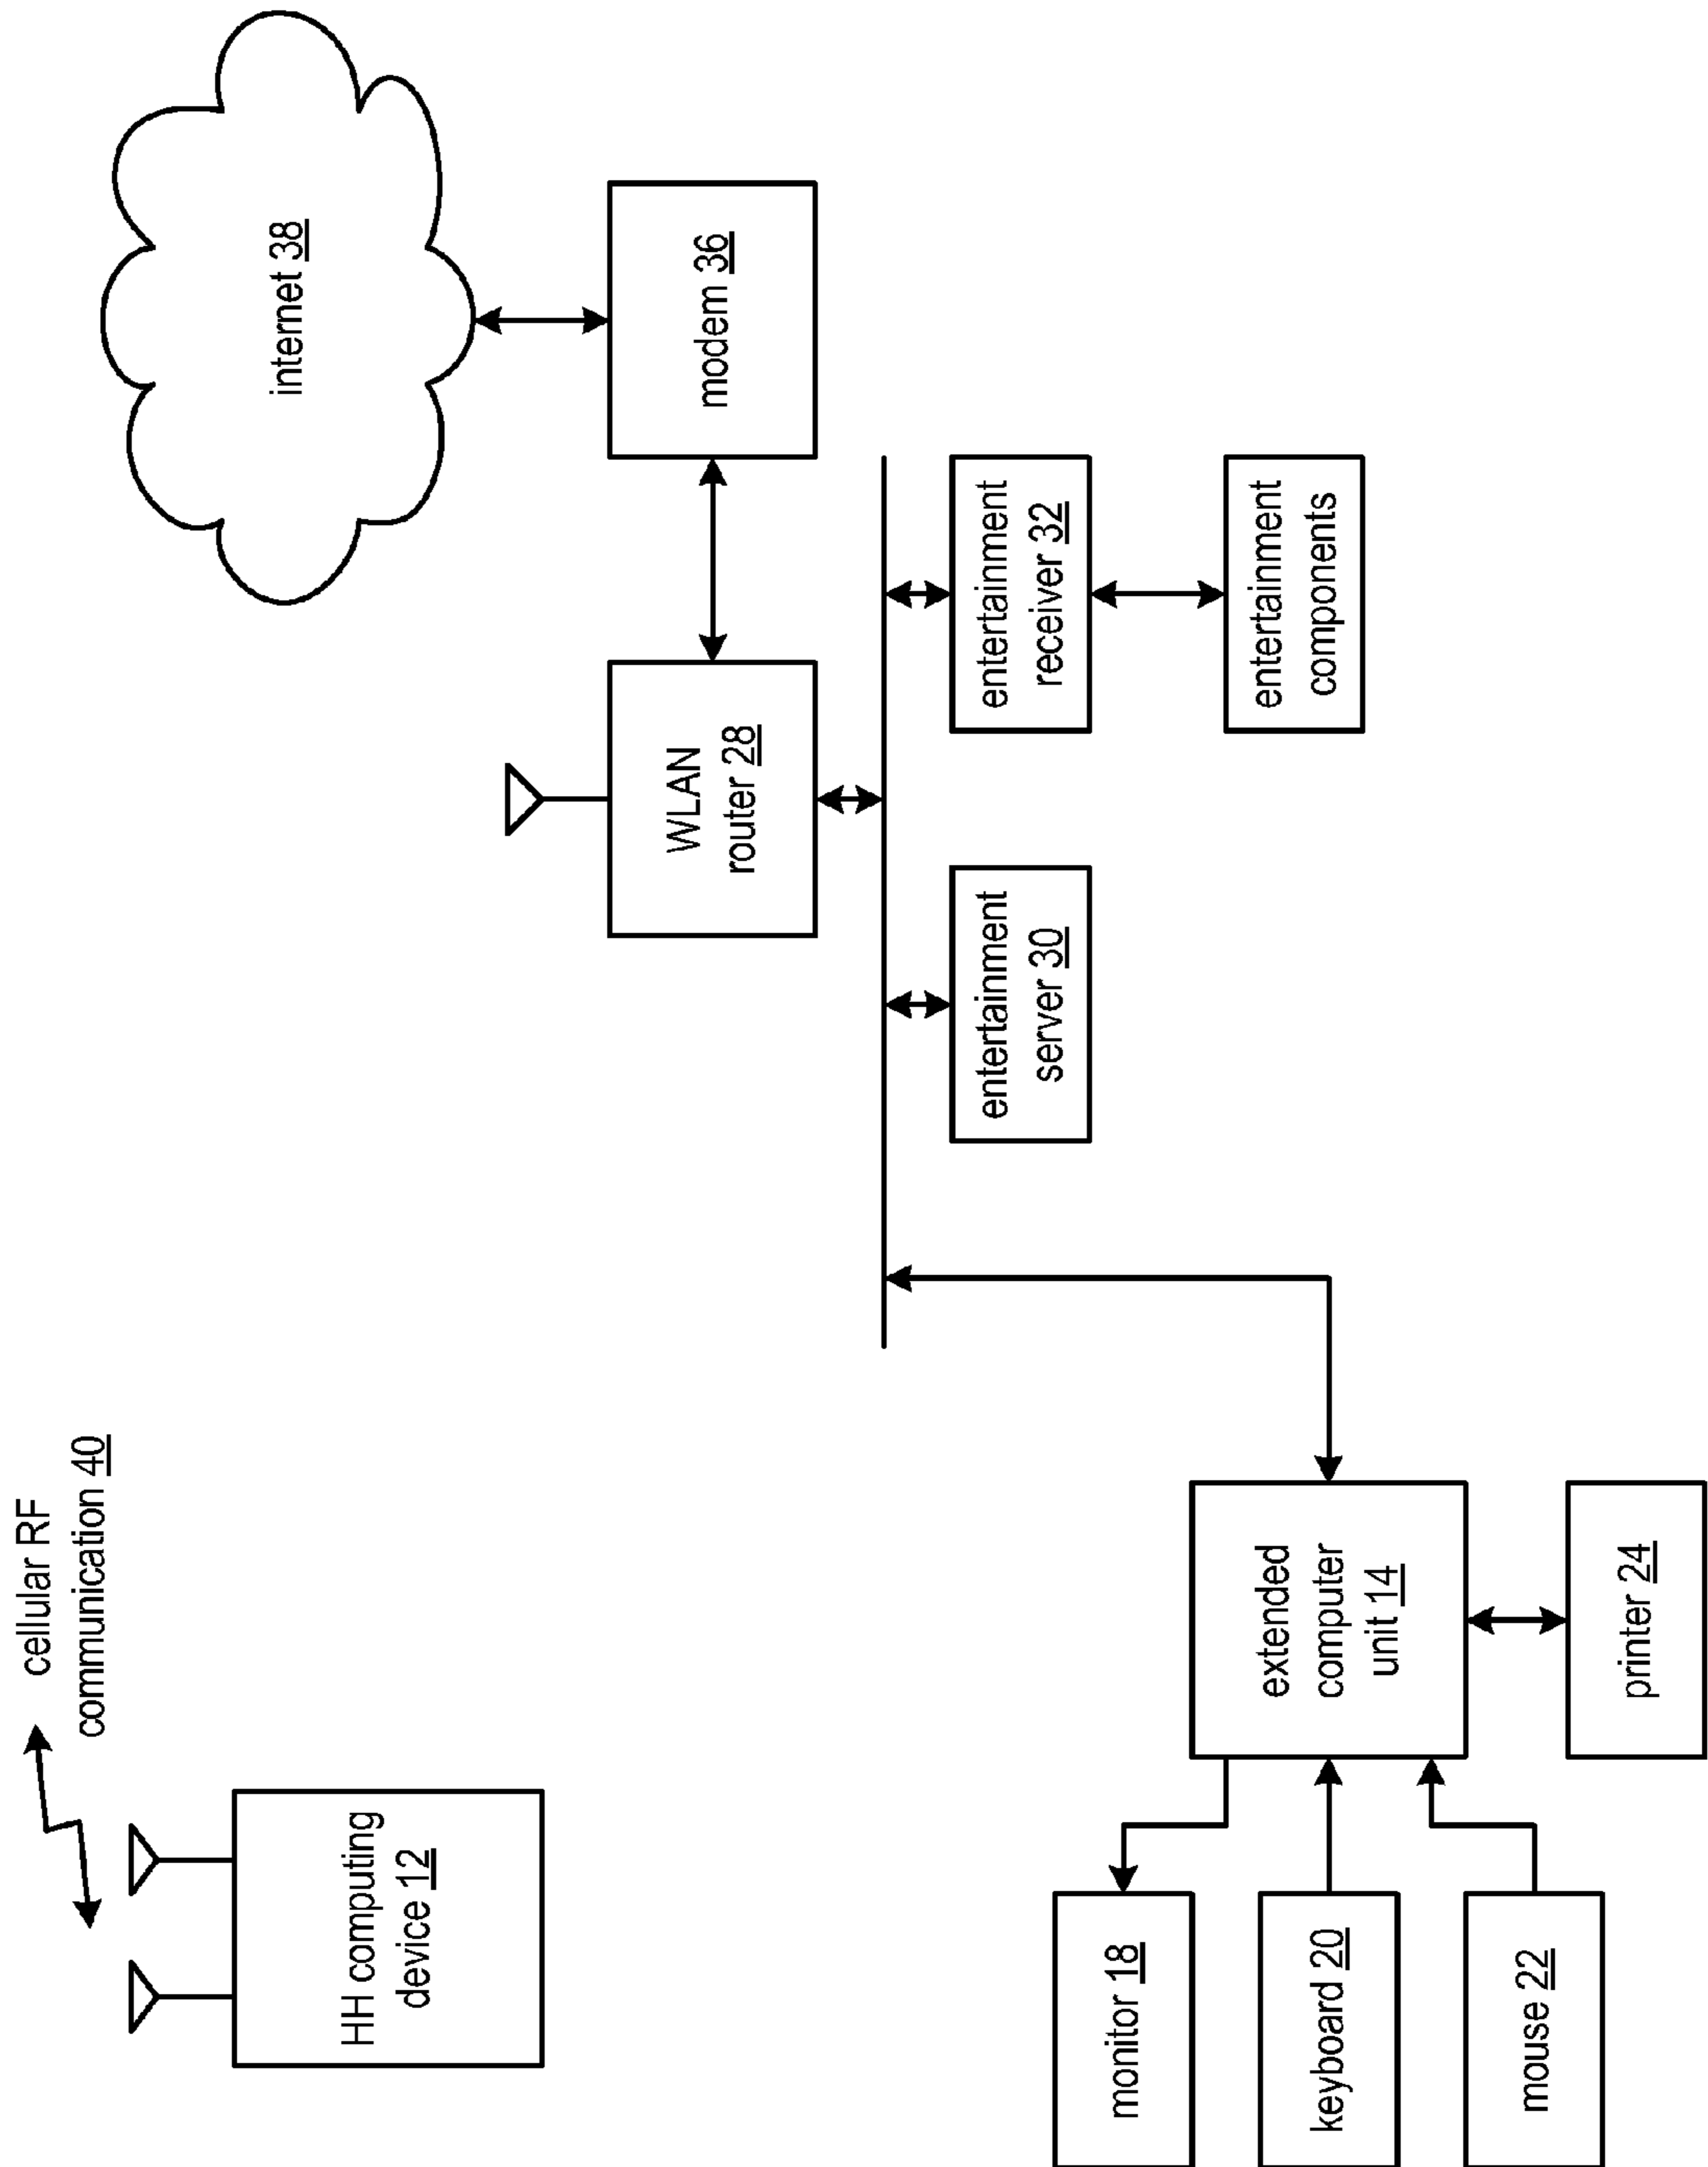 cellular RF
communication 40
HH computing
device 12
internet 38
WLAN
router 28
modem 36
entertainment
server 30
entertainment
receiver 32
entertainment
components
monitor 18
keyboard 20
mouse 22
extended
computer
unit 14
printer 24